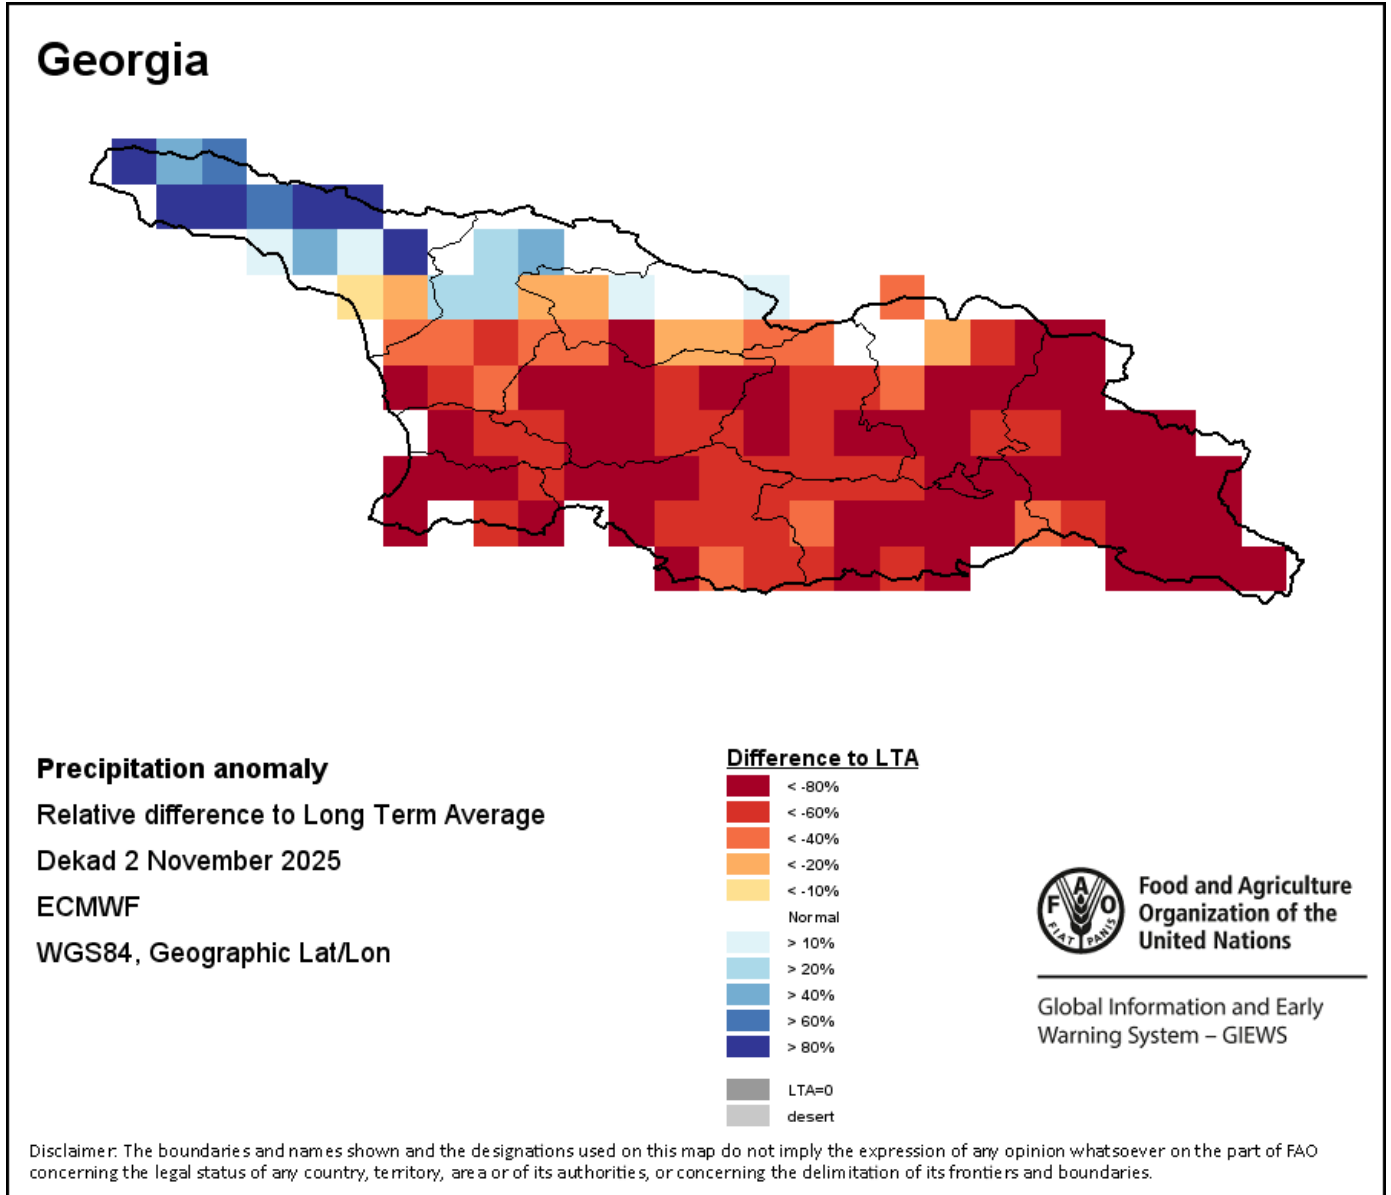 Georgia
Precipitation anomaly
Relative difference to Long Term Average
Dekad 2 November 2025
ECMWF
WGS84, Geographic Lat/Lon
Difference to LTA
< -80%
< -60%
< -40%
< -20%
< -10%
Normal
> 10%
> 20%
> 40%
> 60%
> 80%
LTA=0
desert
F A O
FIAT PANIS
Food and Agriculture
Organization of the
United Nations
Global Information and Early
Warning System – GIEWS
Disclaimer: The boundaries and names shown and the designations used on this map do not imply the expression of any opinion whatsoever on the part of FAO
concerning the legal status of any country, territory, area or of its authorities, or concerning the delimitation of its frontiers and boundaries.